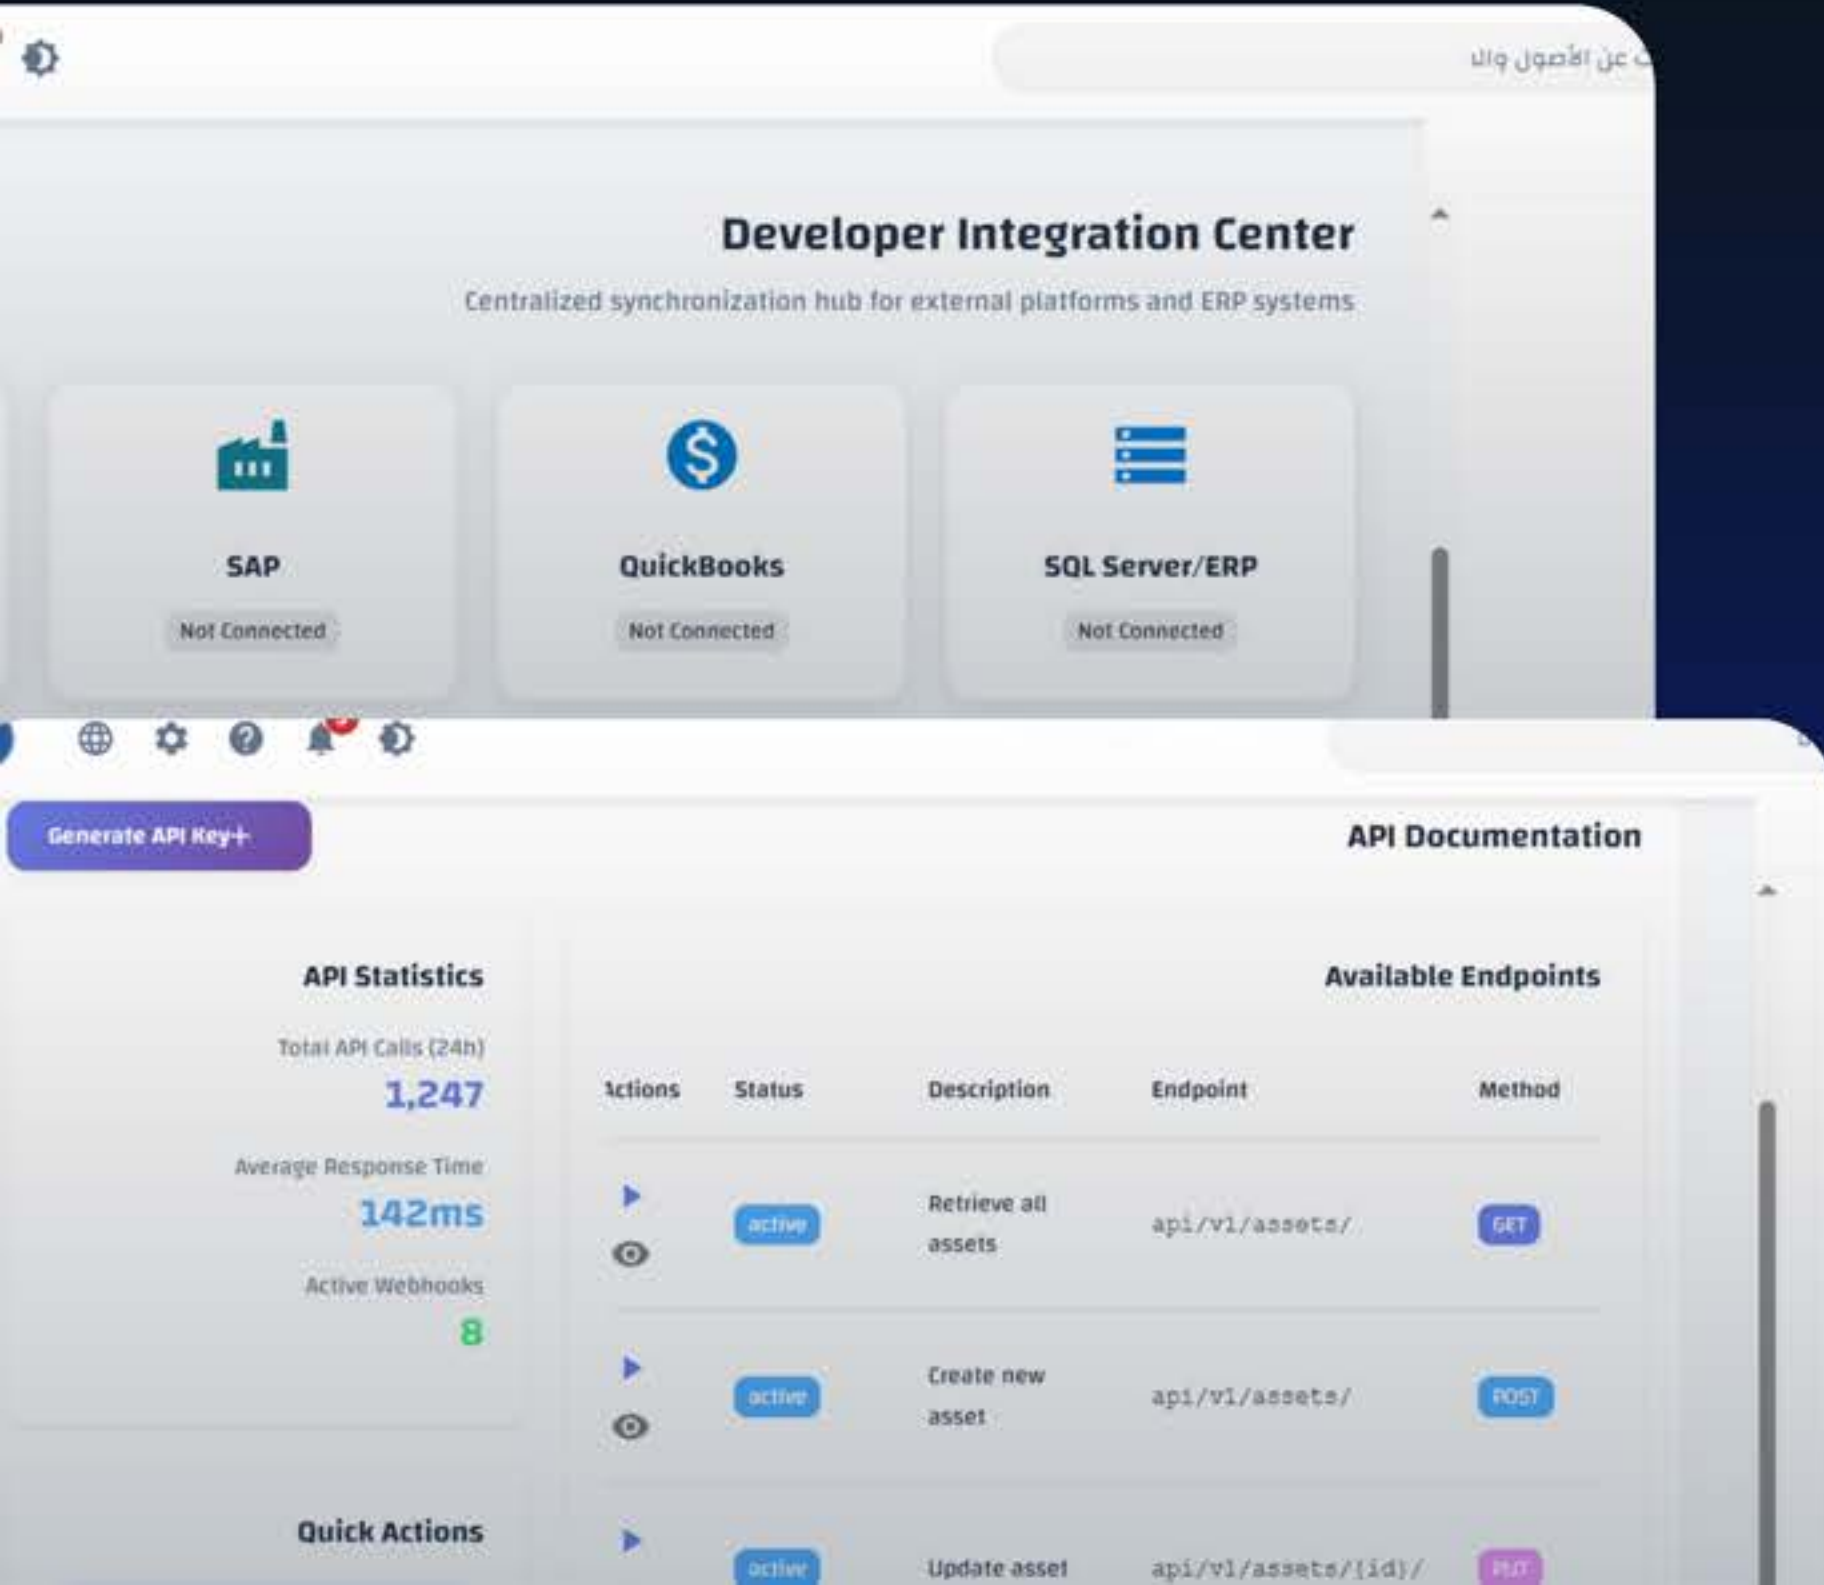 عن الأصول وال
Developer Integration Center
Centralized synchronization hub for external platforms and ERP systems
SQL Server/ERP
Not Connected
QuickBooks
Not Connected
SAP
Not Connected
API Documentation
Generate API Key+
Available Endpoints
Method Endpoint Description Status Actions
GET api/v1/assets/ Retrieve all assets active
POST api/v1/assets/ Create new asset active
PUT api/v1/assets/{id}/ Update asset active
API Statistics
Total API Calls (24h)
1,247
Average Response Time
142ms
Active Webhooks
8
Quick Actions